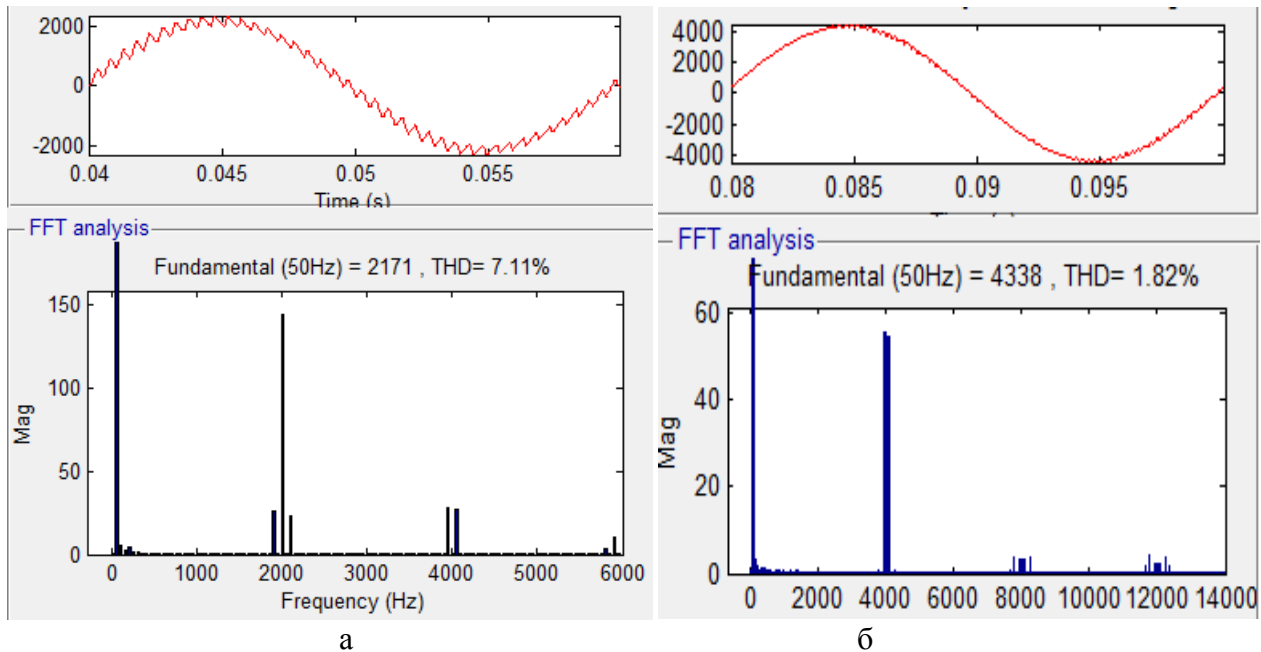 2000
0
-2000
0.04 0.045 0.05 0.055
Time (s)
FFT analysis
Fundamental (50Hz) = 2171 , THD= 7.11%
150
100
50
0
Mag
0 1000 2000 3000 4000 5000 6000
Frequency (Hz)
а
4000
2000
0
-2000
-4000
0.08 0.085 0.09 0.095
FFT analysis
Fundamental (50Hz) = 4338 , THD= 1.82%
60
40
20
0
Mag
0 2000 4000 6000 8000 10000 12000 14000
б